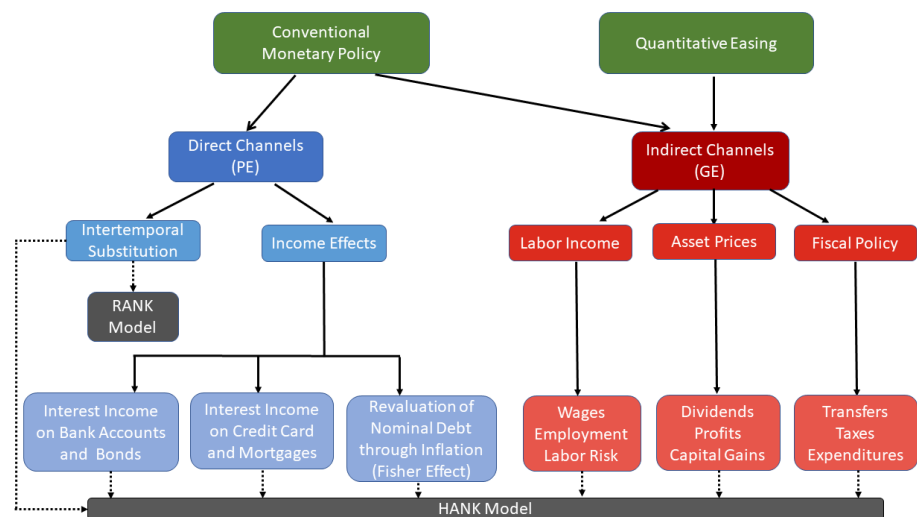 Conventional
Monetary Policy
Quantitative Easing
Direct Channels
(PE)
Indirect Channels
(GE)
Intertemporal
Substitution
Income Effects
Labor Income
Asset Prices
Fiscal Policy
RANK
Model
Interest Income
on Bank Accounts
and Bonds
Interest Income
on Credit Card
and Mortgages
Revaluation of
Nominal Debt
through Inflation
(Fisher Effect)
Wages
Employment
Labor Risk
Dividends
Profits
Capital Gains
Transfers
Taxes
Expenditures
HANK Model